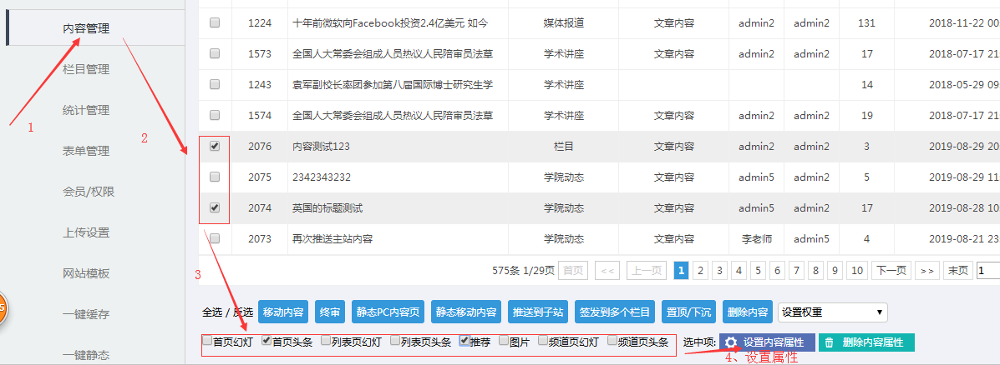 内容管理
栏目管理
统计管理
表单管理
会员/权限
上传设置
网站模板
一键缓存
一键静态
1
2
3
5
1224 十年前微软向Facebook投资2.4亿美元 如今 媒体报道 文章内容 admin2 admin2 131 2018-11-22 00
1573 全国人大常委会组成人员热议人民陪审员法草 学术讲座 文章内容 admin2 admin2 17 2018-07-17 21
1243 袁军副校长率团参加第八届国际博士研究生学 学术讲座 14 2018-05-29 09
1574 全国人大常委会组成人员热议人民陪审员法草 学术讲座 文章内容 admin2 admin2 19 2018-07-17 21
2076 内容测试123 栏目 文章内容 admin2 admin2 3 2019-08-29 20
2075 2342343232 学院动态 文章内容 admin5 admin2 5 2019-08-29 11
2074 英国的标题测试 学院动态 文章内容 admin5 admin2 17 2019-08-28 10
2073 再次推送主站内容 学院动态 文章内容 李老师 admin5 4 2019-08-21 23
575条 1/29页 首页 << 上一页 1 2 3 4 5 6 7 8 9 10 下一页 >> 末页 1
全选 / 反选 移动内容 终审 静态PC内容页 静态移动内容 推送到子站 签发到多个栏目 置顶/下沉 删除内容 设置权重
首页幻灯 首页头条 列表页幻灯 列表页头条 推荐 图片 频道页幻灯 频道页头条 选中项: 设置内容属性 删除内容属性
4、设置属性